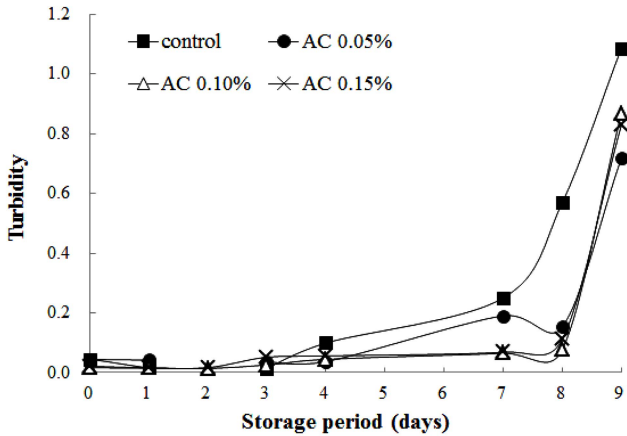 1.2
1.0
0.8
0.6
0.4
0.2
0.0
Turbidity
control AC 0.05%
AC 0.10% AC 0.15%
0 1 2 3 4 5 6 7 8 9
Storage period (days)